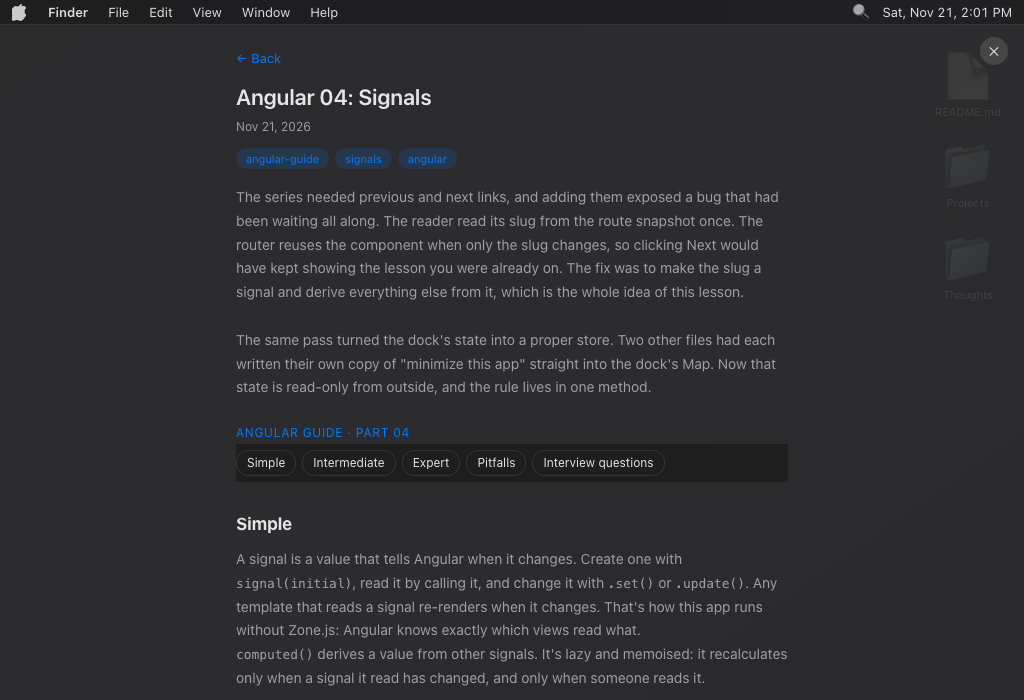 Finder File Edit View Window Help Sat, Nov 21, 2:01 PM
← Back
Angular 04: Signals
Nov 21, 2026
angular-guide signals angular
The series needed previous and next links, and adding them exposed a bug that had
been waiting all along. The reader read its slug from the route snapshot once. The
router reuses the component when only the slug changes, so clicking Next would
have kept showing the lesson you were already on. The fix was to make the slug a
signal and derive everything else from it, which is the whole idea of this lesson.
The same pass turned the dock's state into a proper store. Two other files had each
written their own copy of "minimize this app" straight into the dock's Map. Now that
state is read-only from outside, and the rule lives in one method.
ANGULAR GUIDE · PART 04
Simple Intermediate Expert Pitfalls Interview questions
Simple
A signal is a value that tells Angular when it changes. Create one with
signal(initial), read it by calling it, and change it with .set() or .update(). Any
template that reads a signal re-renders when it changes. That's how this app runs
without Zone.js: Angular knows exactly which views read what.
computed() derives a value from other signals. It's lazy and memoised: it recalculates
only when a signal it read has changed, and only when someone reads it.
README.md
Projects
Thoughts